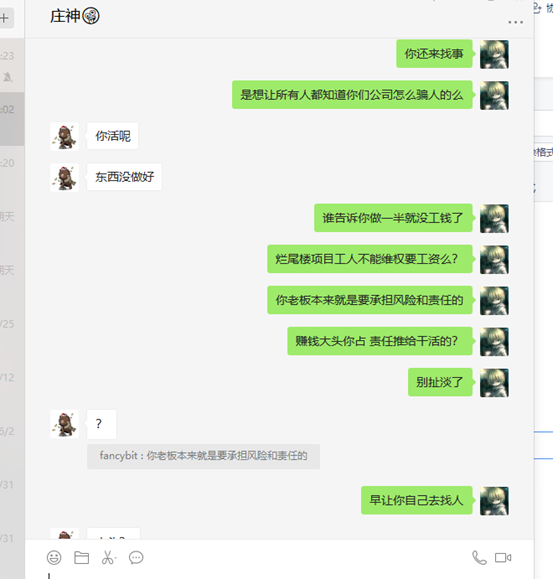 庄神
协
:23
你还来找事
是想让所有人都知道你们公司怎么骗人的么
:02
你活呢
格式
:20
东西没做好
谁告诉你做一半就没工钱了
天
烂尾楼项目工人不能维权要工资么?
天
你老板本来就是要承担风险和责任的
/25
赚钱大头你占 责任推给干活的?
/12
别扯淡了
6/2
?
fancybit : 你老板本来就是要承担风险和责任的
/31
早让你自己去找人
/31